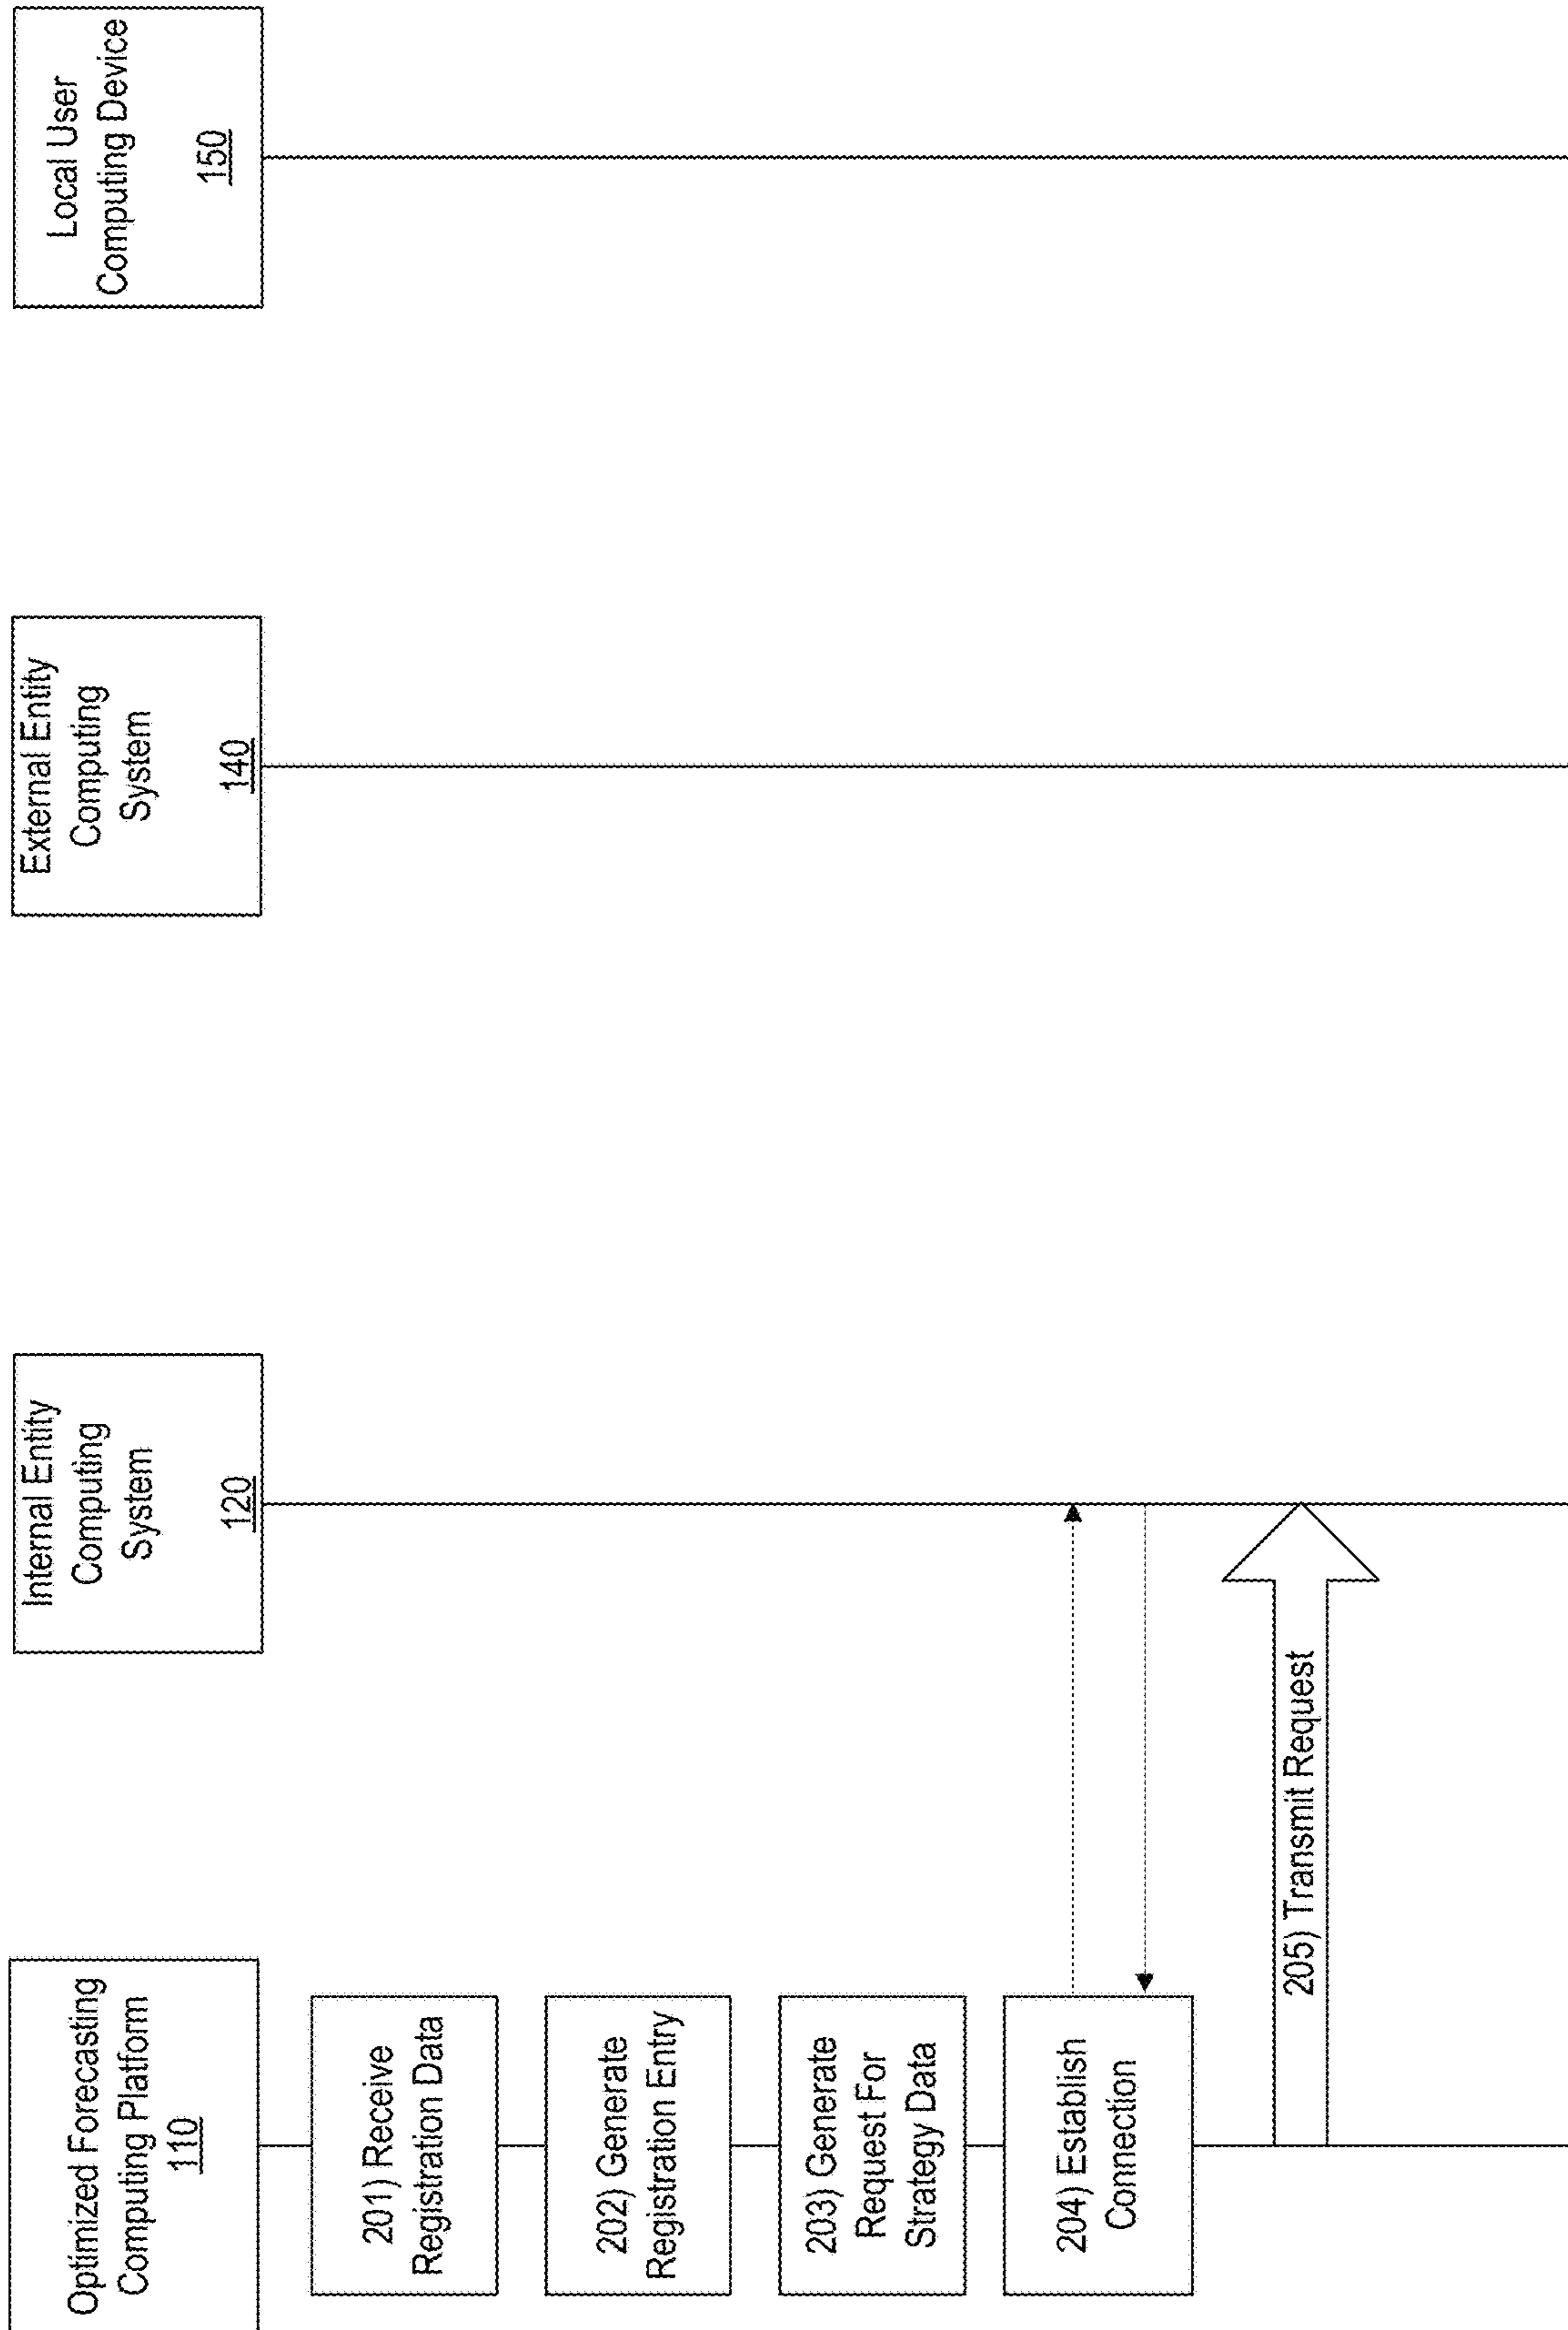 Optimized Forecasting
Computing Platform
110
Internal Entity
Computing
System
120
External Entity
Computing
System
140
Local User
Computing Device
150
201) Receive
Registration Data
202) Generate
Registration Entry
203) Generate
Request For
Strategy Data
204) Establish
Connection
205) Transmit Request